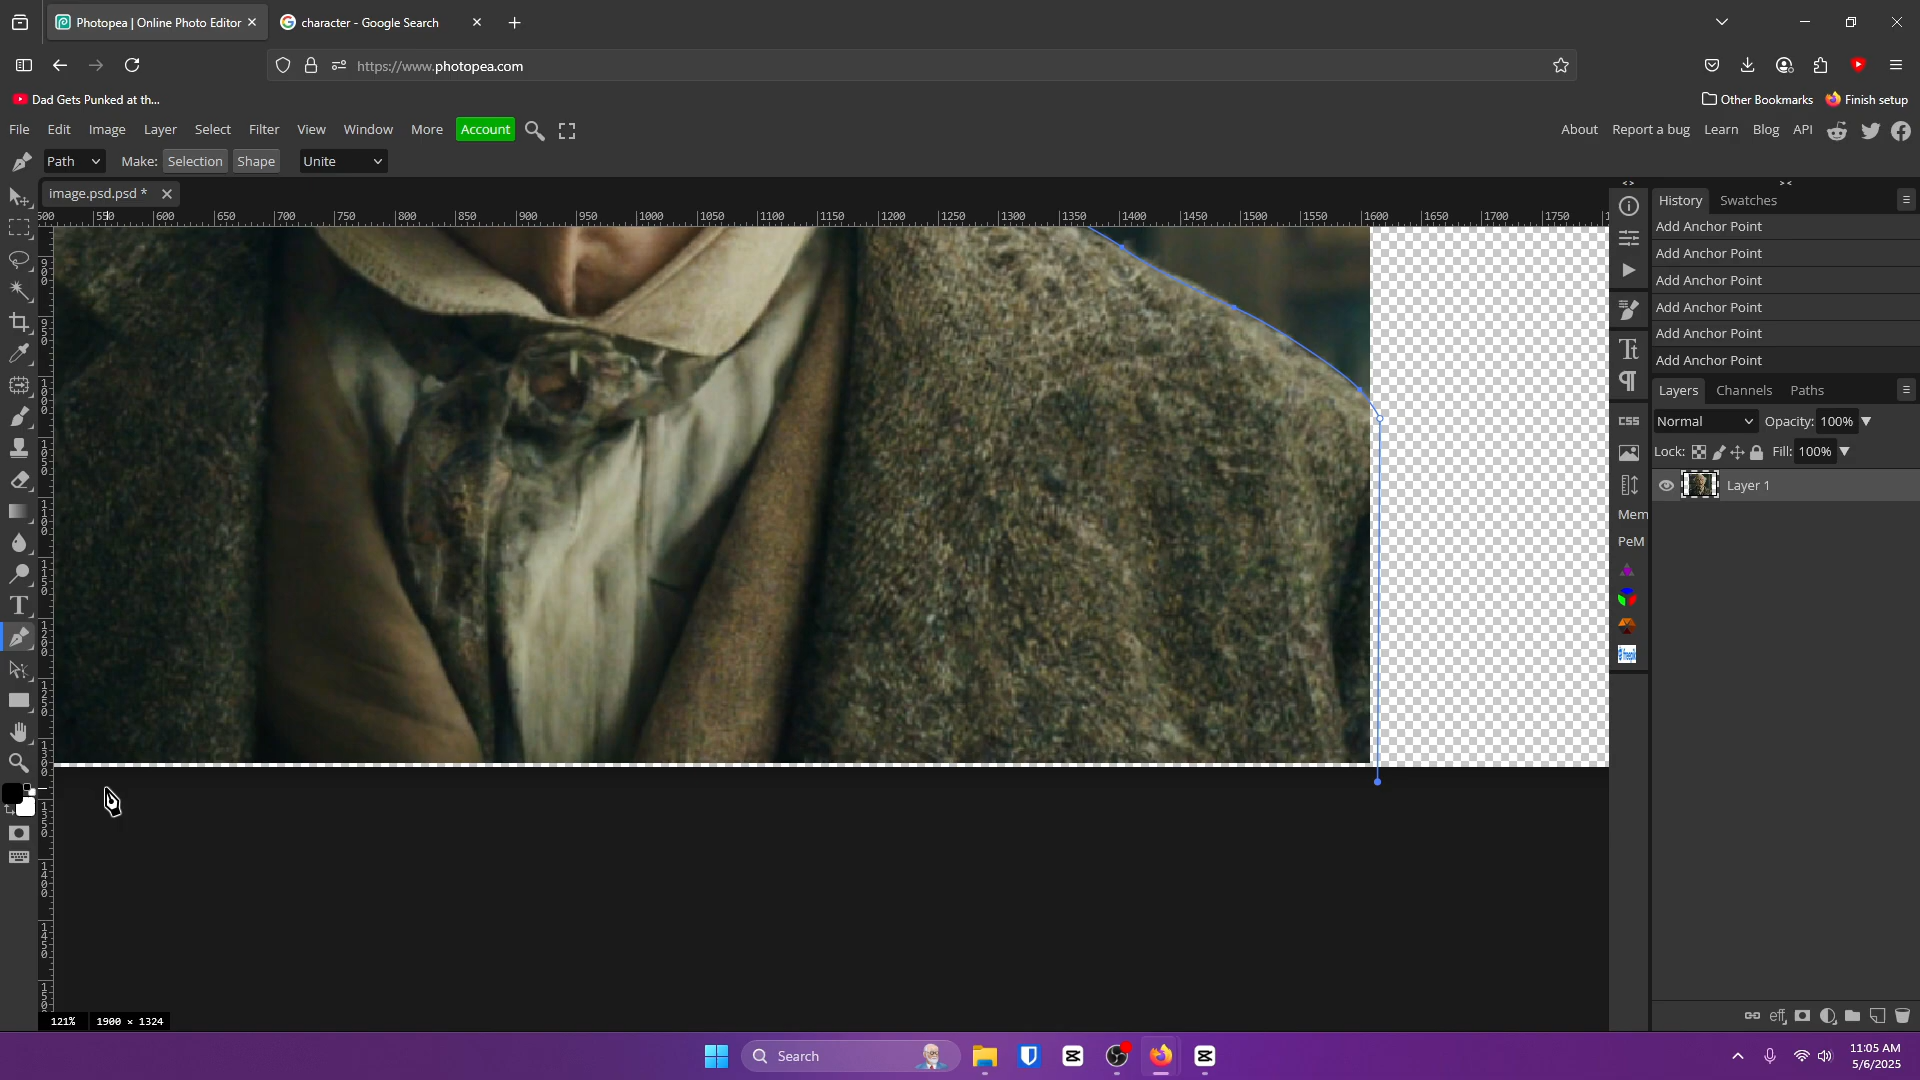 Photopea | Online Photo Editor
character - Google Search
https://www.photopea.com
Dad Gets Punked at th...
Other Bookmarks
Finish setup
File Edit Image Layer Select Filter View Window More Account
About Report a bug Learn Blog API
Path Make: Selection Shape Unite
image.psd.psd *
550 600 650 700 750 800 850 900 950 1000 1050 1100 1150 1200 1250 1300 1350 1400 1450 1500 1550 1600 1650 1700 1750
History Swatches
Add Anchor Point
Add Anchor Point
Add Anchor Point
Add Anchor Point
Add Anchor Point
Add Anchor Point
Layers Channels Paths
Normal Opacity: 100%
Lock: Fill: 100%
Layer 1
CSS
Mem
PeM
eff
121% 1900 × 1324
Search
11:05 AM
5/6/2025